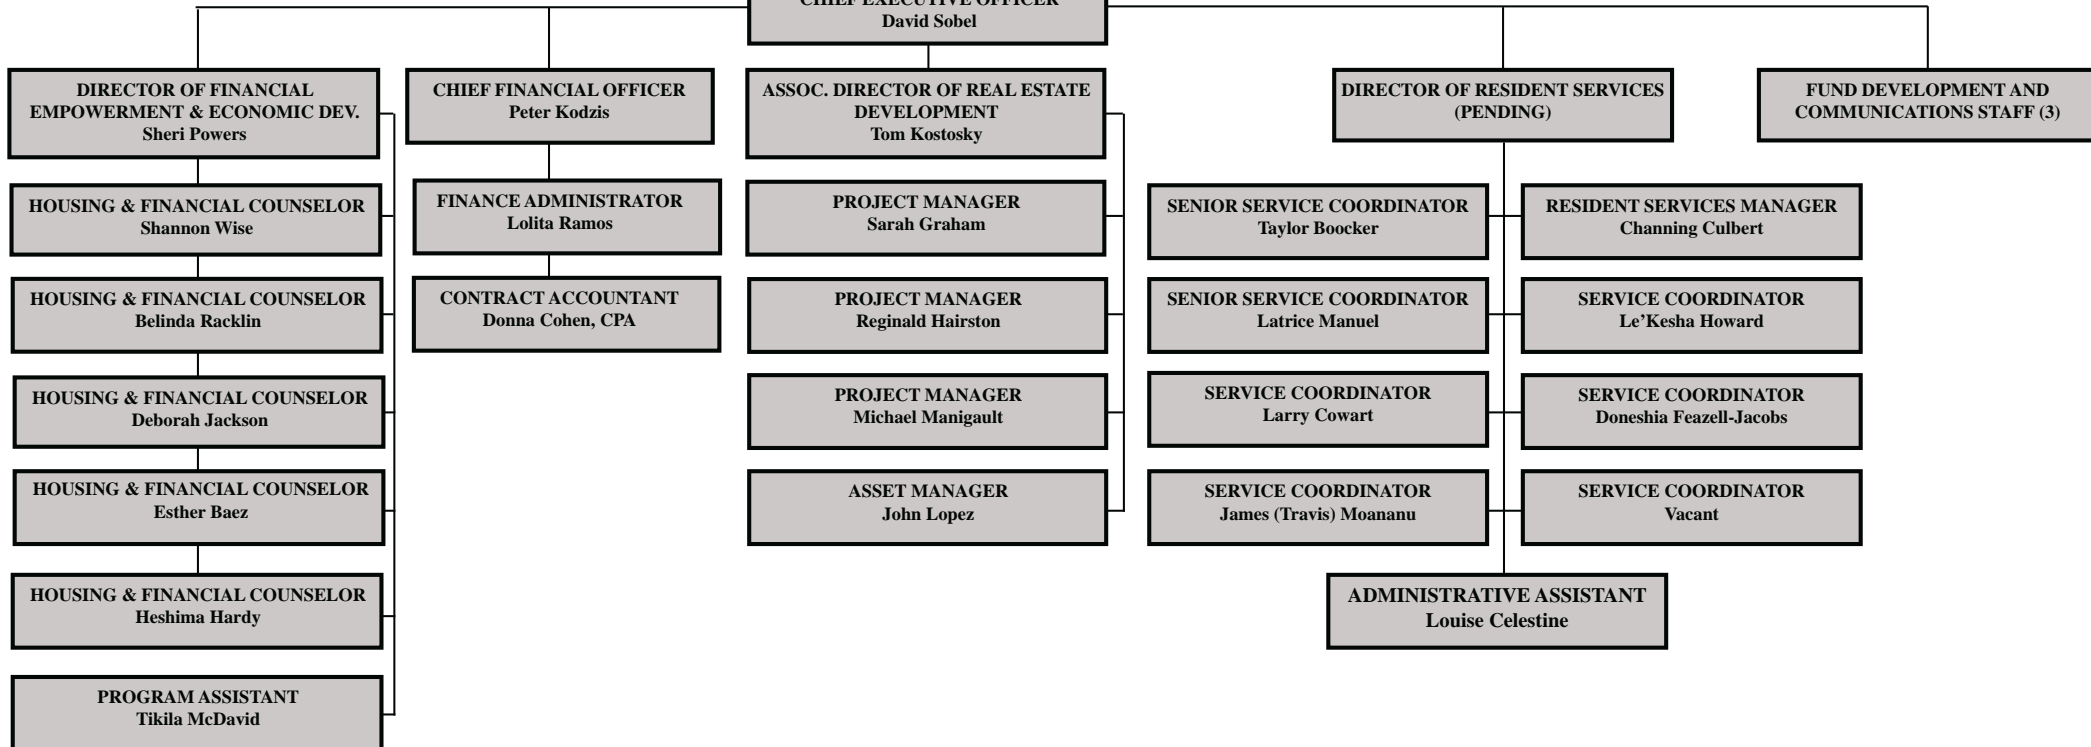 CHIEF EXECUTIVE OFFICER
David Sobel
DIRECTOR OF FINANCIAL
EMPOWERMENT & ECONOMIC DEV.
Sheri Powers
HOUSING & FINANCIAL COUNSELOR
Shannon Wise
HOUSING & FINANCIAL COUNSELOR
Belinda Racklin
HOUSING & FINANCIAL COUNSELOR
Deborah Jackson
HOUSING & FINANCIAL COUNSELOR
Esther Baez
HOUSING & FINANCIAL COUNSELOR
Heshima Hardy
PROGRAM ASSISTANT
Tikila McDavid
CHIEF FINANCIAL OFFICER
Peter Kodzis
FINANCE ADMINISTRATOR
Lolita Ramos
CONTRACT ACCOUNTANT
Donna Cohen, CPA
ASSOC. DIRECTOR OF REAL ESTATE
DEVELOPMENT
Tom Kostosky
PROJECT MANAGER
Sarah Graham
PROJECT MANAGER
Reginald Hairston
PROJECT MANAGER
Michael Manigault
ASSET MANAGER
John Lopez
DIRECTOR OF RESIDENT SERVICES
(PENDING)
SENIOR SERVICE COORDINATOR
Taylor Boocker
SENIOR SERVICE COORDINATOR
Latrice Manuel
SERVICE COORDINATOR
Larry Cowart
SERVICE COORDINATOR
James (Travis) Moananu
RESIDENT SERVICES MANAGER
Channing Culbert
SERVICE COORDINATOR
Le’Kesha Howard
SERVICE COORDINATOR
Doneshia Feazell-Jacobs
SERVICE COORDINATOR
Vacant
ADMINISTRATIVE ASSISTANT
Louise Celestine
FUND DEVELOPMENT AND
COMMUNICATIONS STAFF (3)